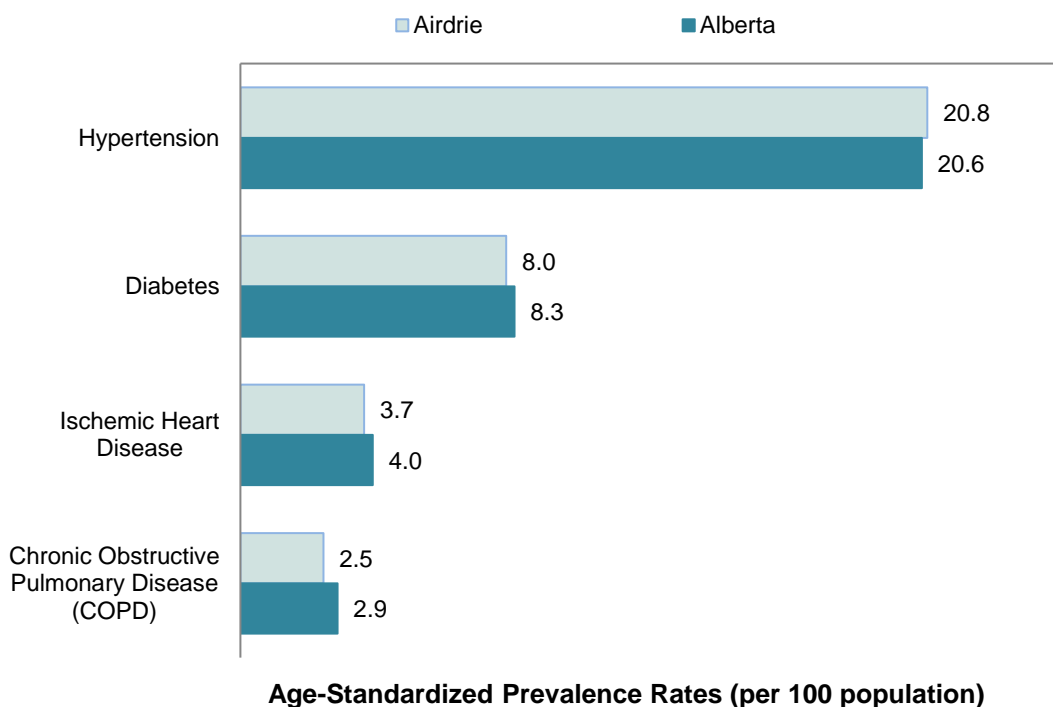 Airdrie Alberta
Hypertension
20.8
20.6
Diabetes
8.0
8.3
Ischemic Heart
Disease
3.7
4.0
Chronic Obstructive
Pulmonary Disease
(COPD)
2.5
2.9
Age-Standardized Prevalence Rates (per 100 population)